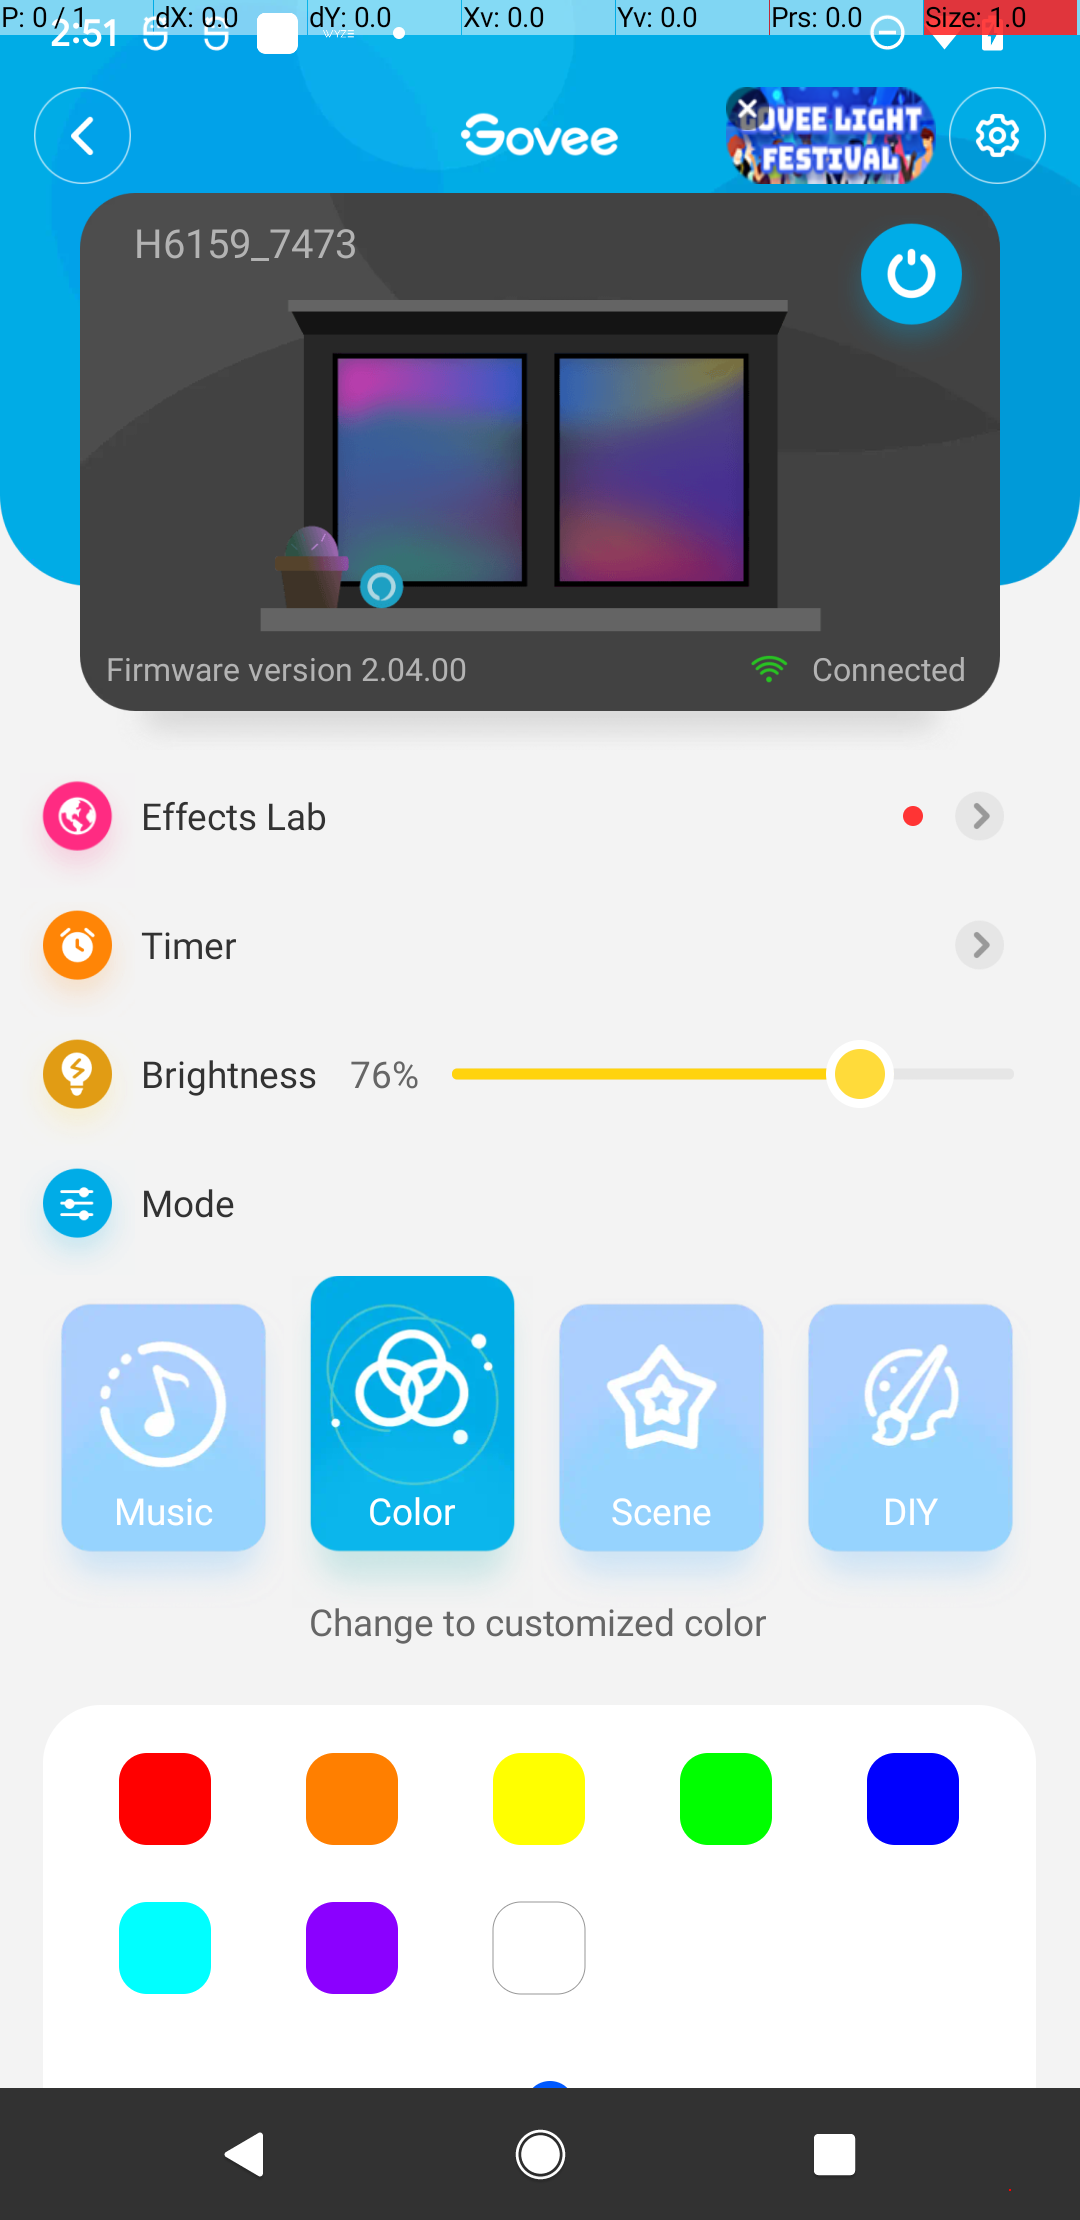 P: 0 / 1 dX: 0.0 dY: 0.0 Xv: 0.0 Yv: 0.0 Prs: 0.0 Size: 1.0
2:51 WYZE
Govee
GOVEE LIGHT
FESTIVAL
H6159_7473
Firmware version 2.04.00 Connected
Effects Lab
Timer
Brightness 76%
Mode
Music Color Scene DIY
Change to customized color